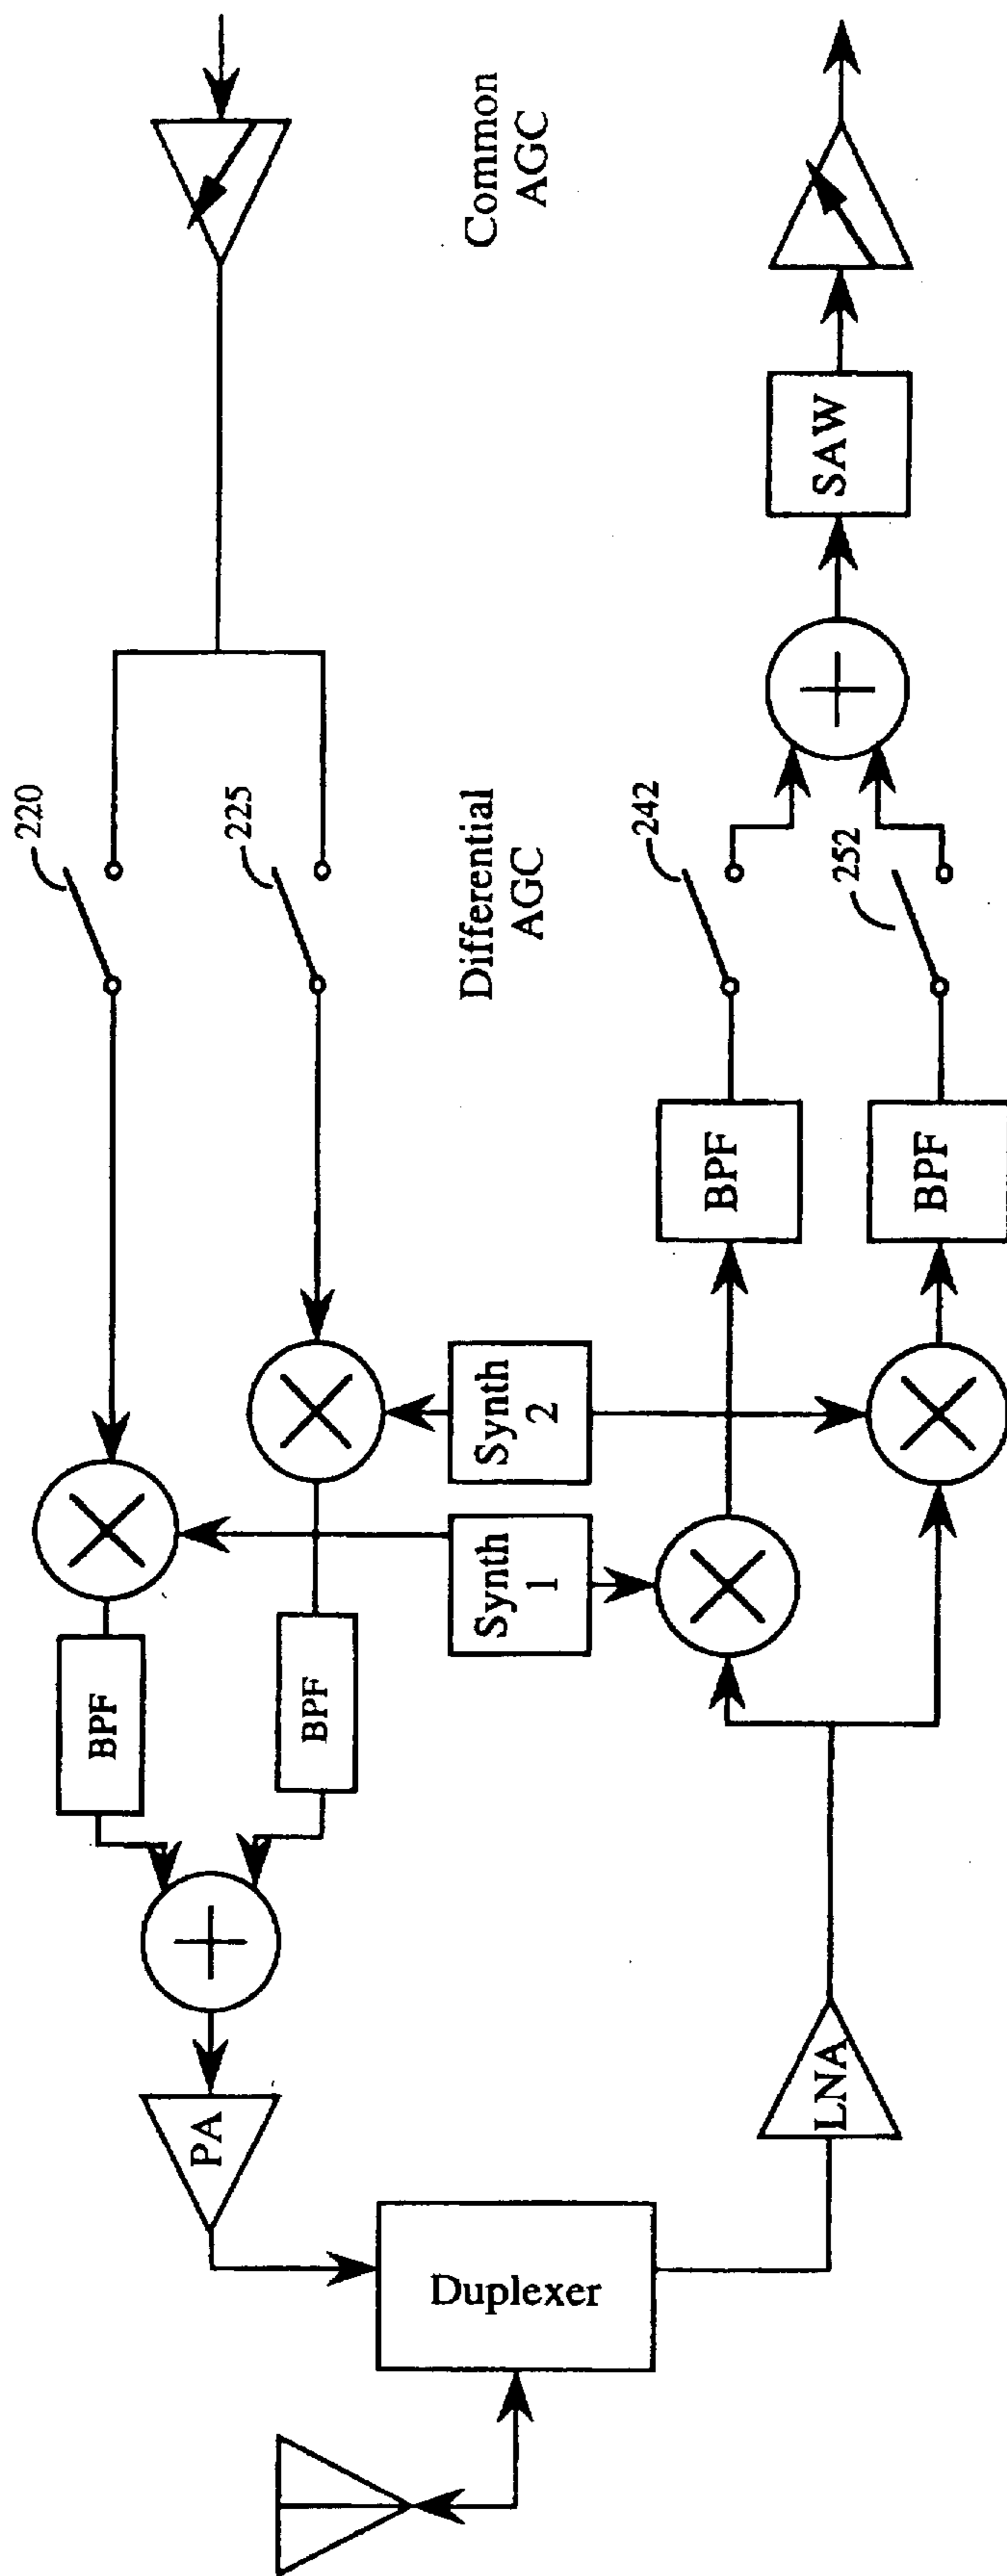 Common
AGC
220
225
Differential
AGC
242
252
SAW
BPF
BPF
Synth
2
Synth
1
BPF
BPF
PA
LNA
Duplexer